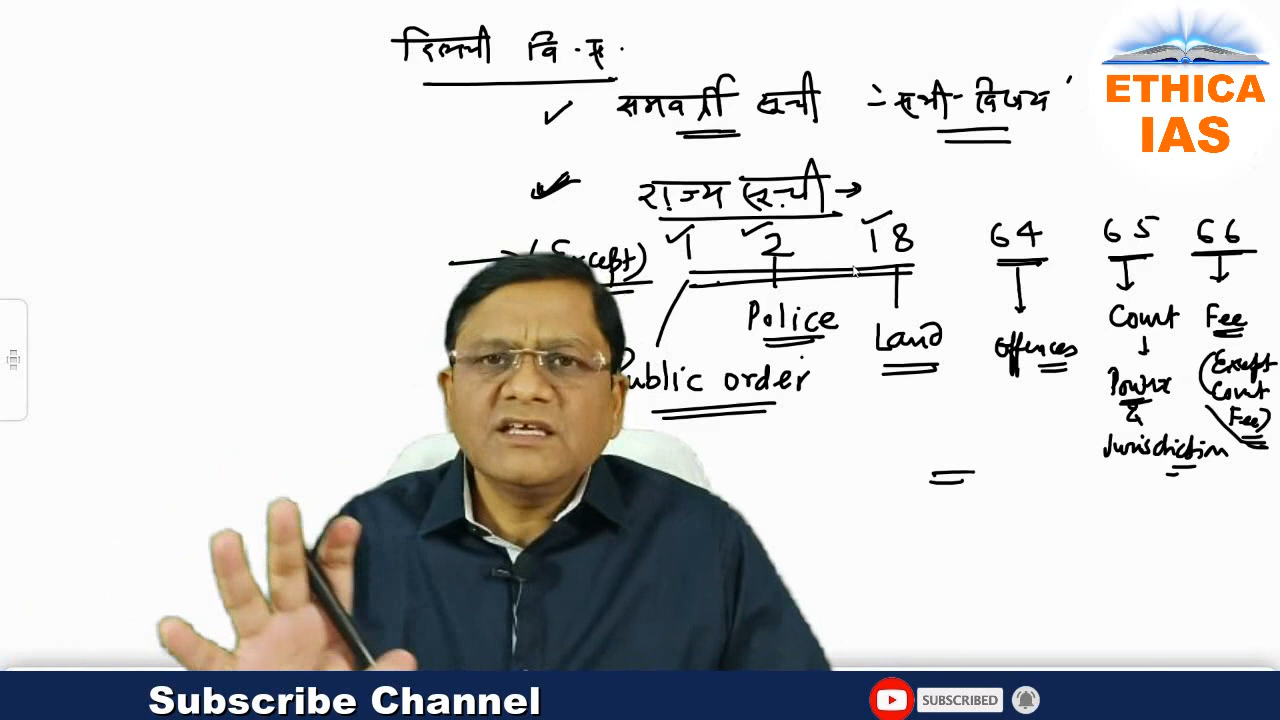 दिल्ली वि.स.
ETHICA
IAS
समवर्ती सूची :- सभी विषय
राज्य सूची →
(Except) 1 2 18 64 65 66
Police Land Offences Court Fee
Public order Power & Jurisdiction (Except Court Fee)
Subscribe Channel
SUBSCRIBED